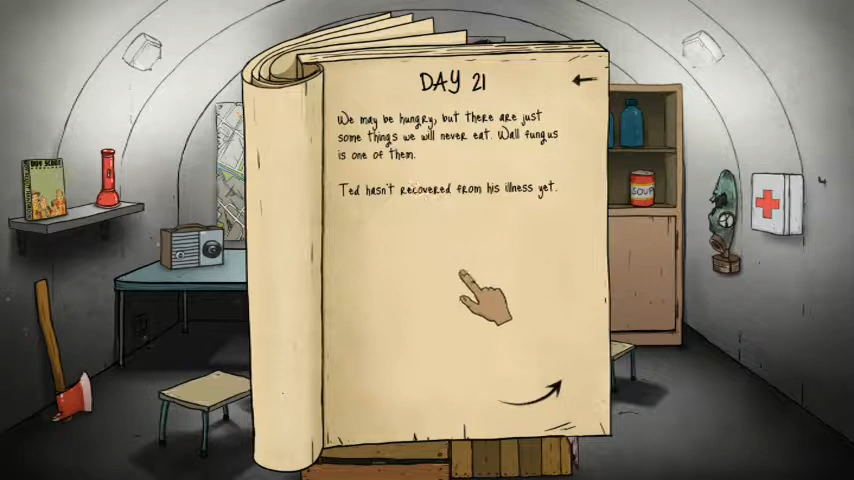 DAY 21
We may be hungry, but there are just
some things we will never eat. Wall fungus
is one of them.
Ted hasn't recovered from his illness yet.
BOY SCOUT
SOUP